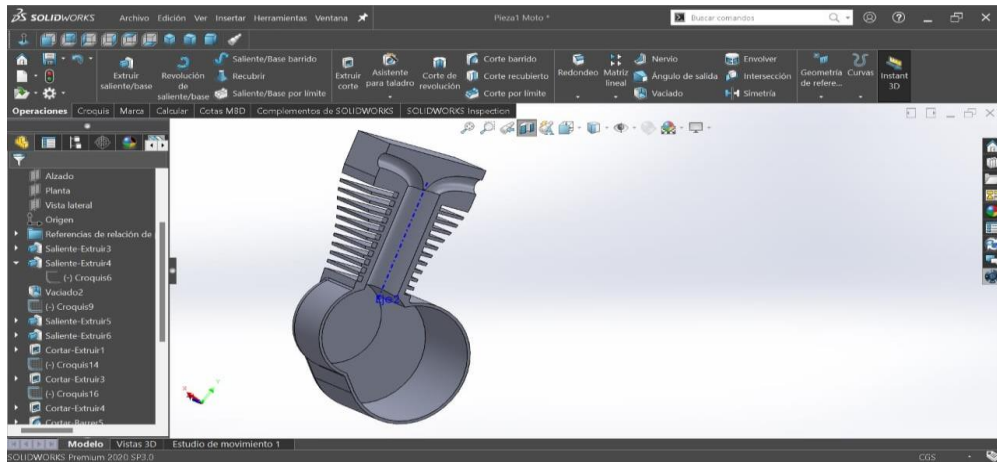 SOLIDWORKS Archivo Edición Ver Insertar Herramientas Ventana Pieza1 Moto * Buscar comandos
Extruir saliente/base
Revolución de saliente/base
Saliente/Base barrido
Recubrir
Saliente/Base por límite
Extruir corte
Asistente para taladro
Corte de revolución
Corte barrido
Corte recubierto
Corte por límite
Redondeo
Matriz lineal
Nervio
Ángulo de salida
Vaciado
Envolver
Intersección
Simetría
Geometría de refere...
Curvas
Instant 3D
Operaciones Croquis Marca Calcular Cotas MBD Complementos de SOLIDWORKS SOLIDWORKS Inspection
Alzado
Planta
Vista lateral
Origen
Referencias de relación de
Saliente-Extruir3
Saliente-Extruir4
(-) Croquis6
Vaciado2
(-) Croquis9
Saliente-Extruir5
Saliente-Extruir6
Cortar-Extruir1
(-) Croquis14
Cortar-Extruir3
(-) Croquis16
Cortar-Extruir4
Cortar-Barrer5
Eje2
Modelo Vistas 3D Estudio de movimiento 1
SOLIDWORKS Premium 2020 SP3.0 CGS